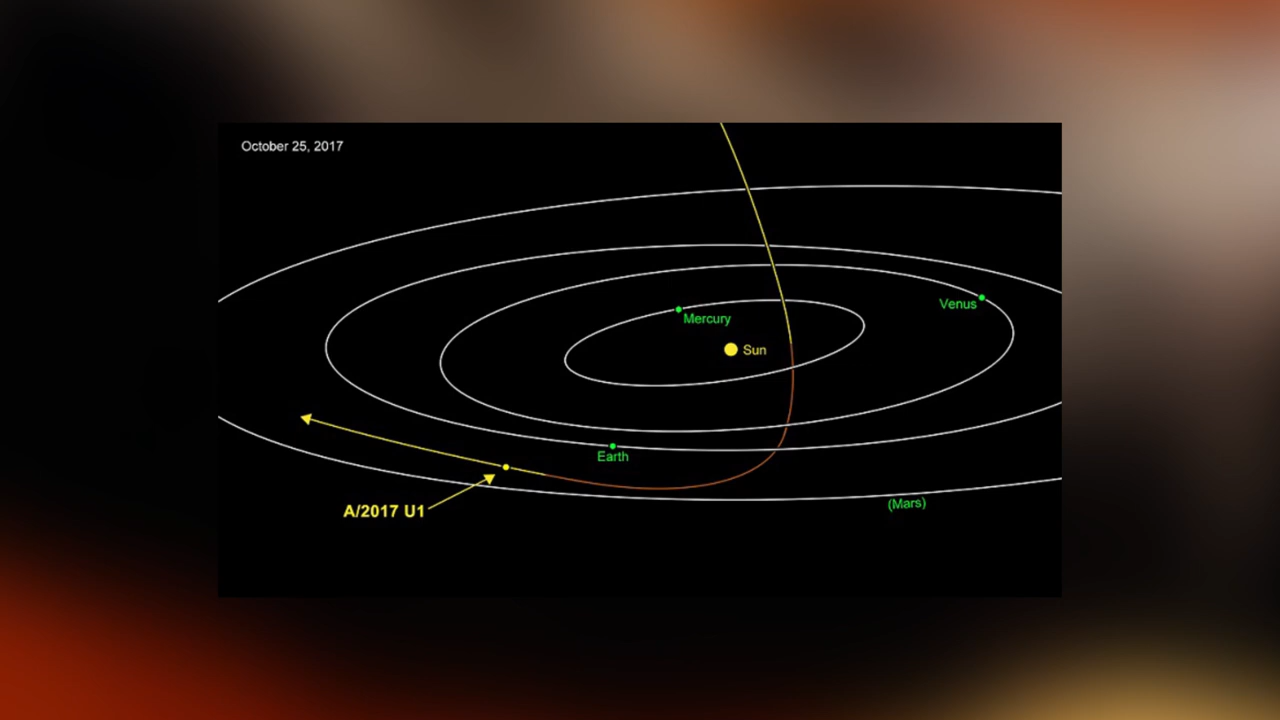 October 25, 2017
Venus
Mercury
Sun
Earth
A/2017 U1
(Mars)